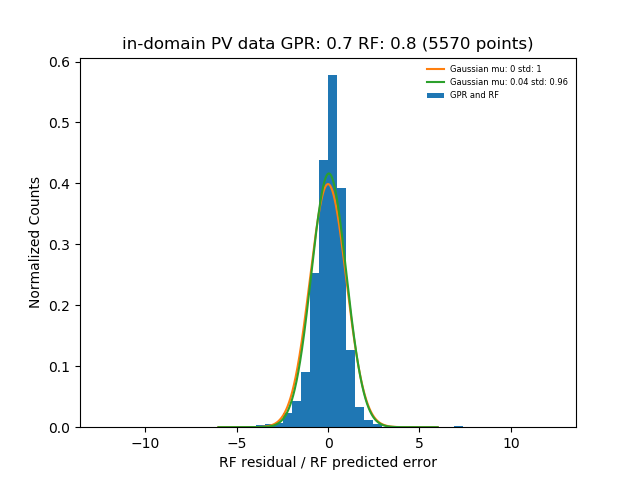 in-domain PV data GPR: 0.7 RF: 0.8 (5570 points)
Gaussian mu: 0 std: 1
Gaussian mu: 0.04 std: 0.96
GPR and RF
Normalized Counts
0.6
0.5
0.4
0.3
0.2
0.1
0.0
−10 −5 0 5 10
RF residual / RF predicted error